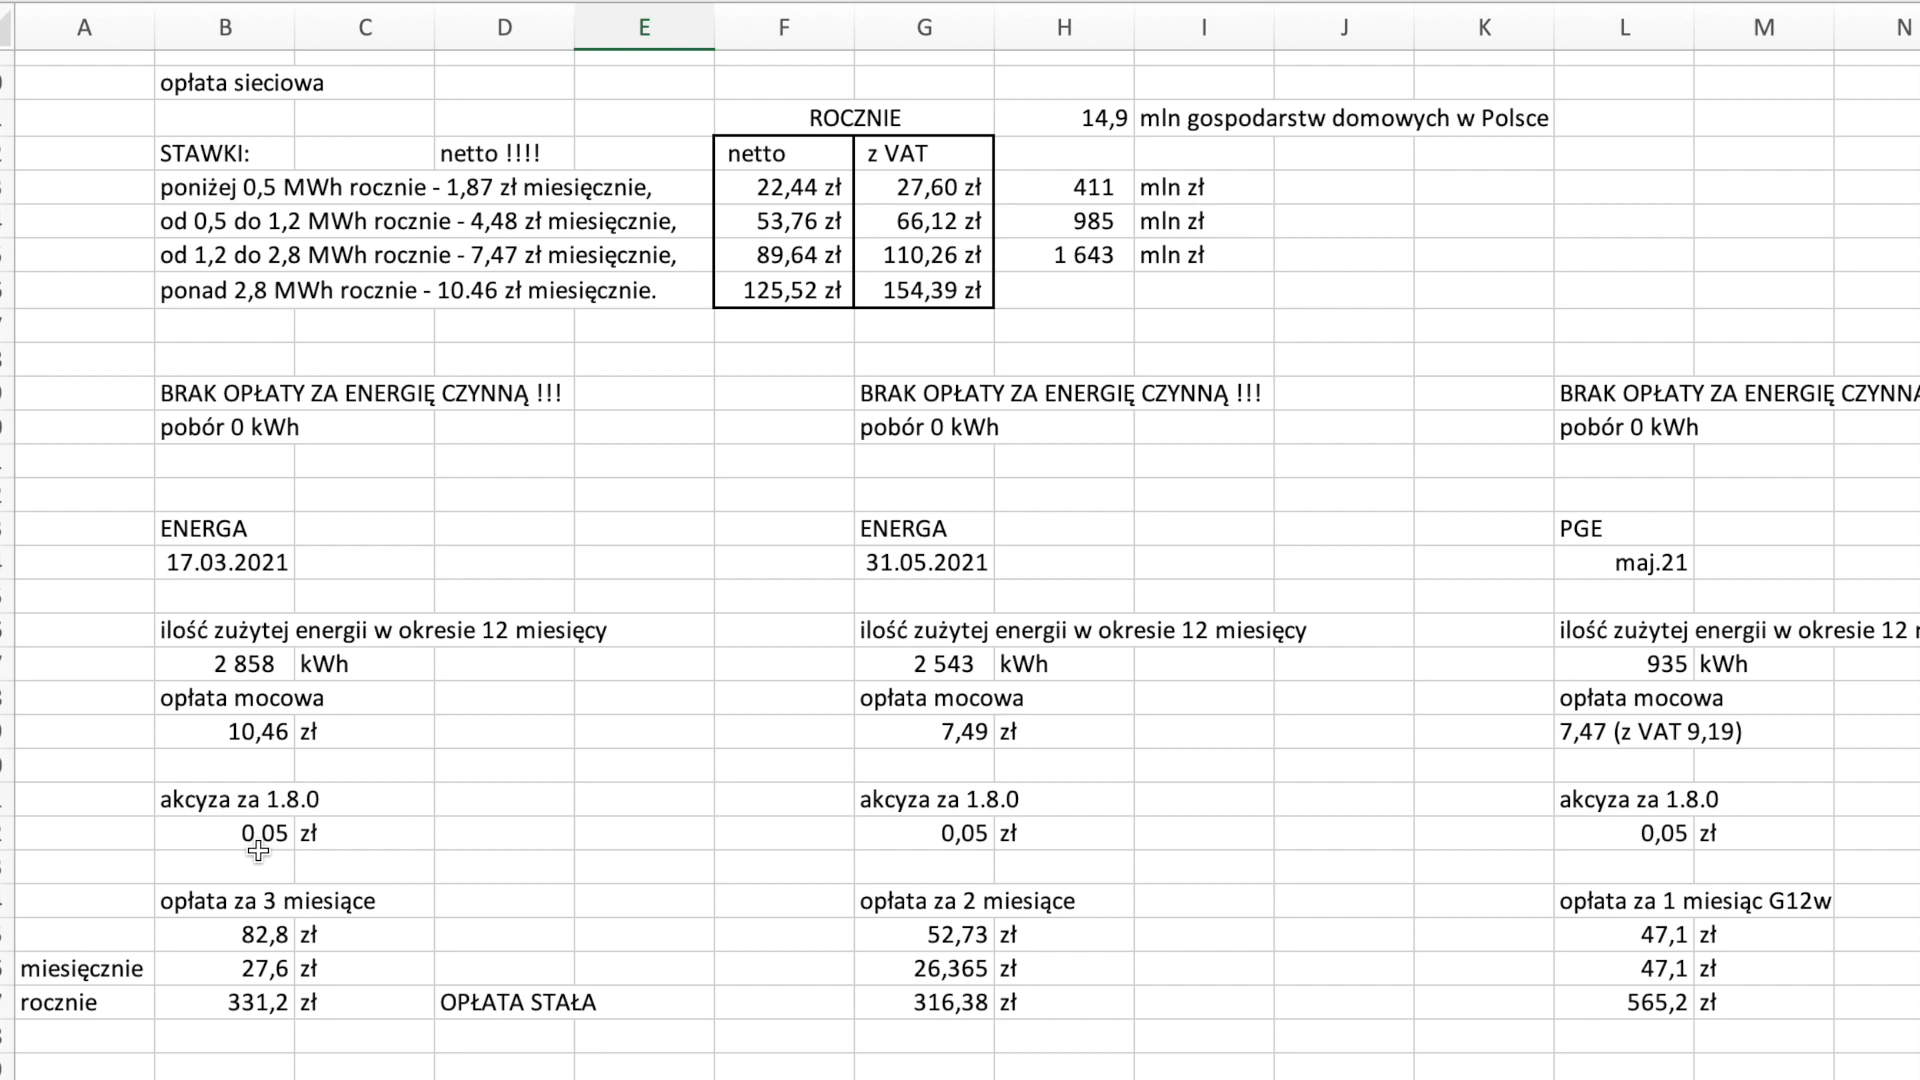 A B C D E F G H I J K L M N
opłata sieciowa
ROCZNIE 14,9 mln gospodarstw domowych w Polsce
STAWKI: netto !!!! netto z VAT
poniżej 0,5 MWh rocznie - 1,87 zł miesięcznie, 22,44 zł 27,60 zł 411 mln zł
od 0,5 do 1,2 MWh rocznie - 4,48 zł miesięcznie, 53,76 zł 66,12 zł 985 mln zł
od 1,2 do 2,8 MWh rocznie - 7,47 zł miesięcznie, 89,64 zł 110,26 zł 1 643 mln zł
ponad 2,8 MWh rocznie - 10.46 zł miesięcznie. 125,52 zł 154,39 zł
BRAK OPŁATY ZA ENERGIĘ CZYNNĄ !!! BRAK OPŁATY ZA ENERGIĘ CZYNNĄ !!! BRAK OPŁATY ZA ENERGIĘ CZYNNĄ
pobór 0 kWh pobór 0 kWh pobór 0 kWh
ENERGA ENERGA PGE
17.03.2021 31.05.2021 maj.21
ilość zużytej energii w okresie 12 miesięcy ilość zużytej energii w okresie 12 miesięcy ilość zużytej energii w okresie 12
2 858 kWh 2 543 kWh 935 kWh
opłata mocowa opłata mocowa opłata mocowa
10,46 zł 7,49 zł 7,47 (z VAT 9,19)
akcyza za 1.8.0 akcyza za 1.8.0 akcyza za 1.8.0
0,05 zł 0,05 zł 0,05 zł
opłata za 3 miesiące opłata za 2 miesiące opłata za 1 miesiąc G12w
82,8 zł 52,73 zł 47,1 zł
miesięcznie 27,6 zł 26,365 zł 47,1 zł
rocznie 331,2 zł OPŁATA STAŁA 316,38 zł 565,2 zł